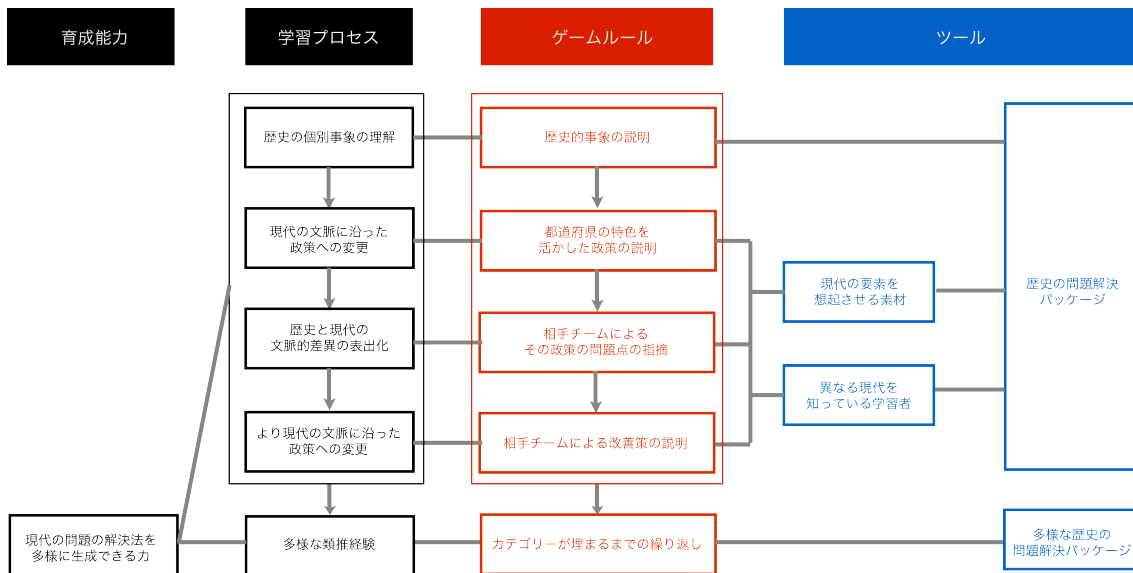 育成能力
学習プロセス
ゲームルール
ツール
歴史の個別事象の理解
歴史的事象の説明
現代の文脈に沿った
政策への変更
都道府県の特色を
活かした政策の説明
現代の要素を
想起させる素材
歴史の問題解決
パッケージ
歴史と現代の
文脈的差異の表出化
相手チームによる
その政策の問題点の指摘
異なる現代を
知っている学習者
より現代の文脈に沿った
政策への変更
相手チームによる改善策の説明
現代の問題の解決法を
多様に生成できる力
多様な類推経験
カテゴリーが埋まるまでの繰り返し
多様な歴史の
問題解決パッケージ